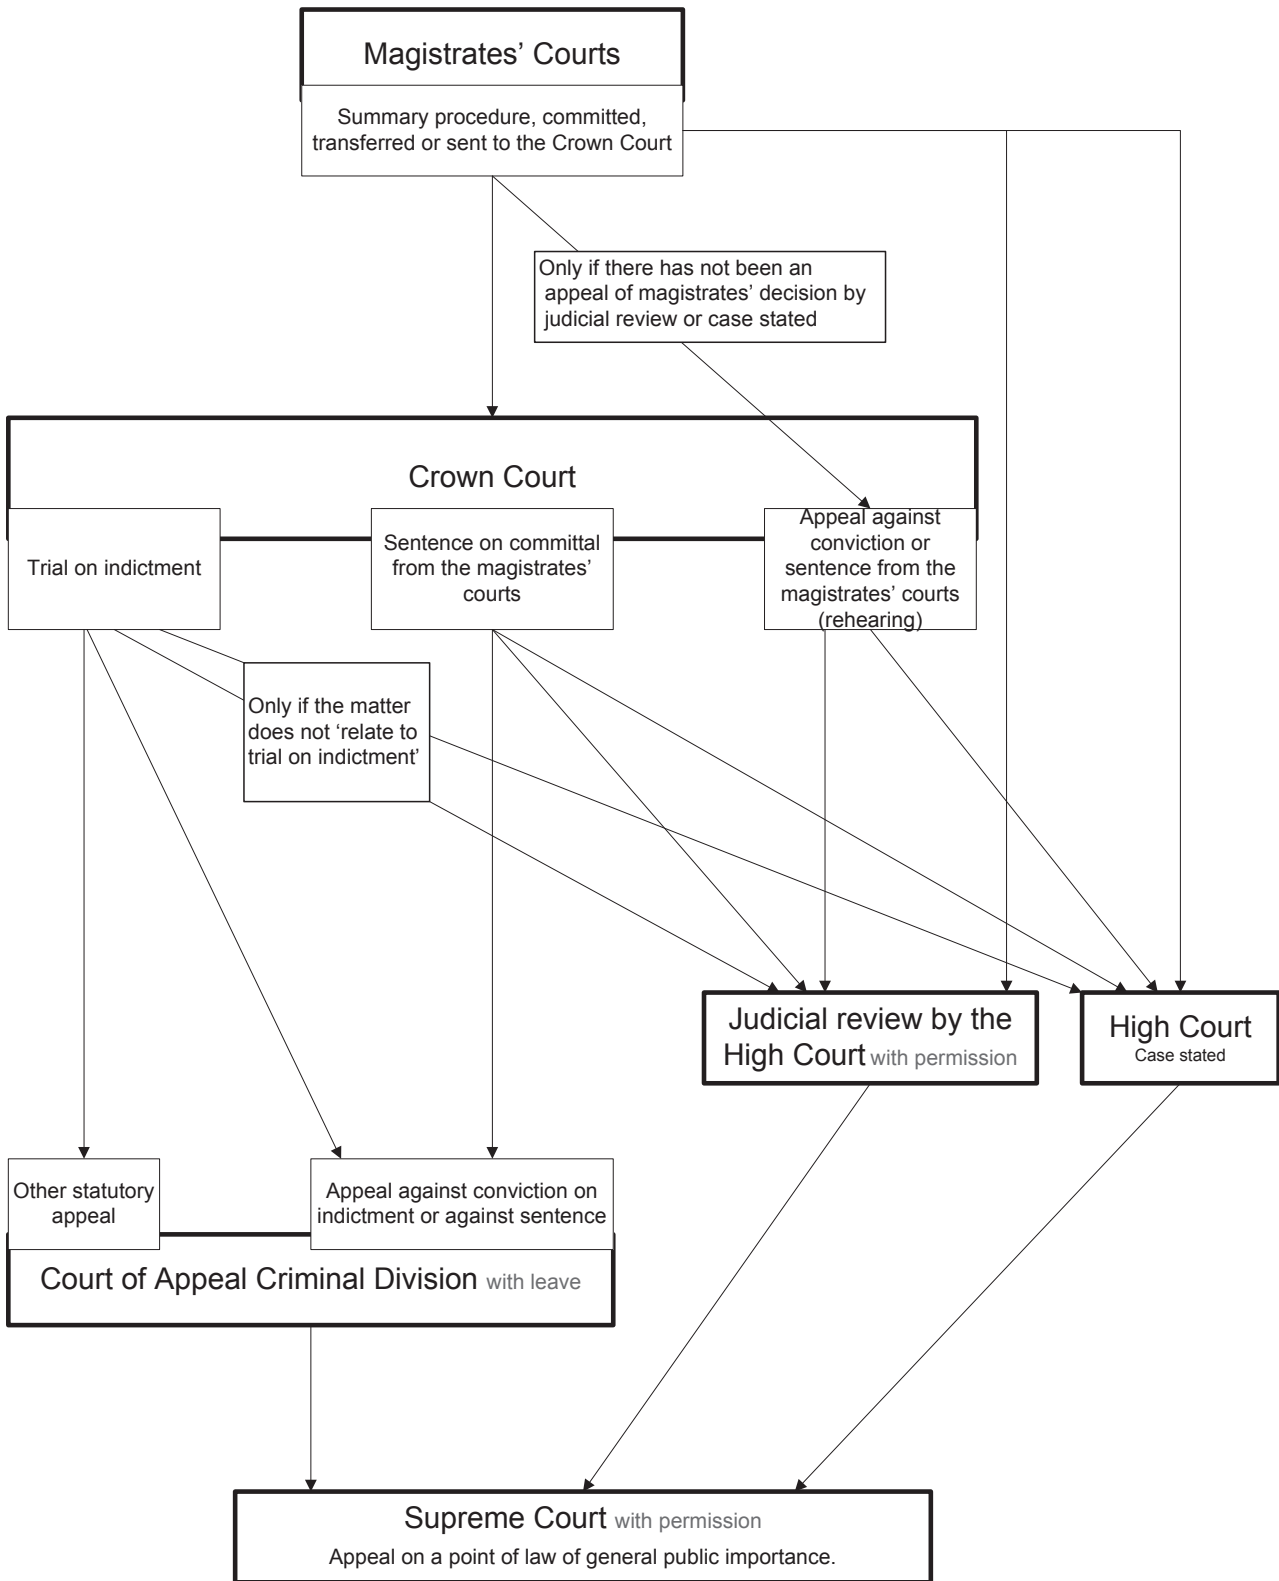 Magistrates’ Courts
Summary procedure, committed,
transferred or sent to the Crown Court
Only if there has not been an
appeal of magistrates’ decision by
judicial review or case stated
Crown Court
Trial on indictment
Sentence on committal
from the magistrates’
courts
Appeal against
conviction or
sentence from the
magistrates’ courts
(rehearing)
Only if the matter
does not ‘relate to
trial on indictment’
Judicial review by the
High Court with permission
High Court
Case stated
Other statutory
appeal
Appeal against conviction on
indictment or against sentence
Court of Appeal Criminal Division with leave
Supreme Court with permission
Appeal on a point of law of general public importance.